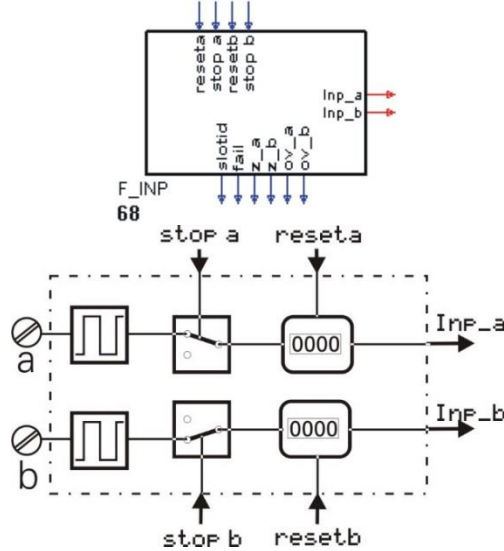 reseta
stop a
resetb
stop b
Inp_a
Inp_b
slotid
fail
z_a
z_b
ov_a
ov_b
F_INP
68
stop a reseta
a
0000
Inp_a
b
0000
Inp_b
stop b resetb